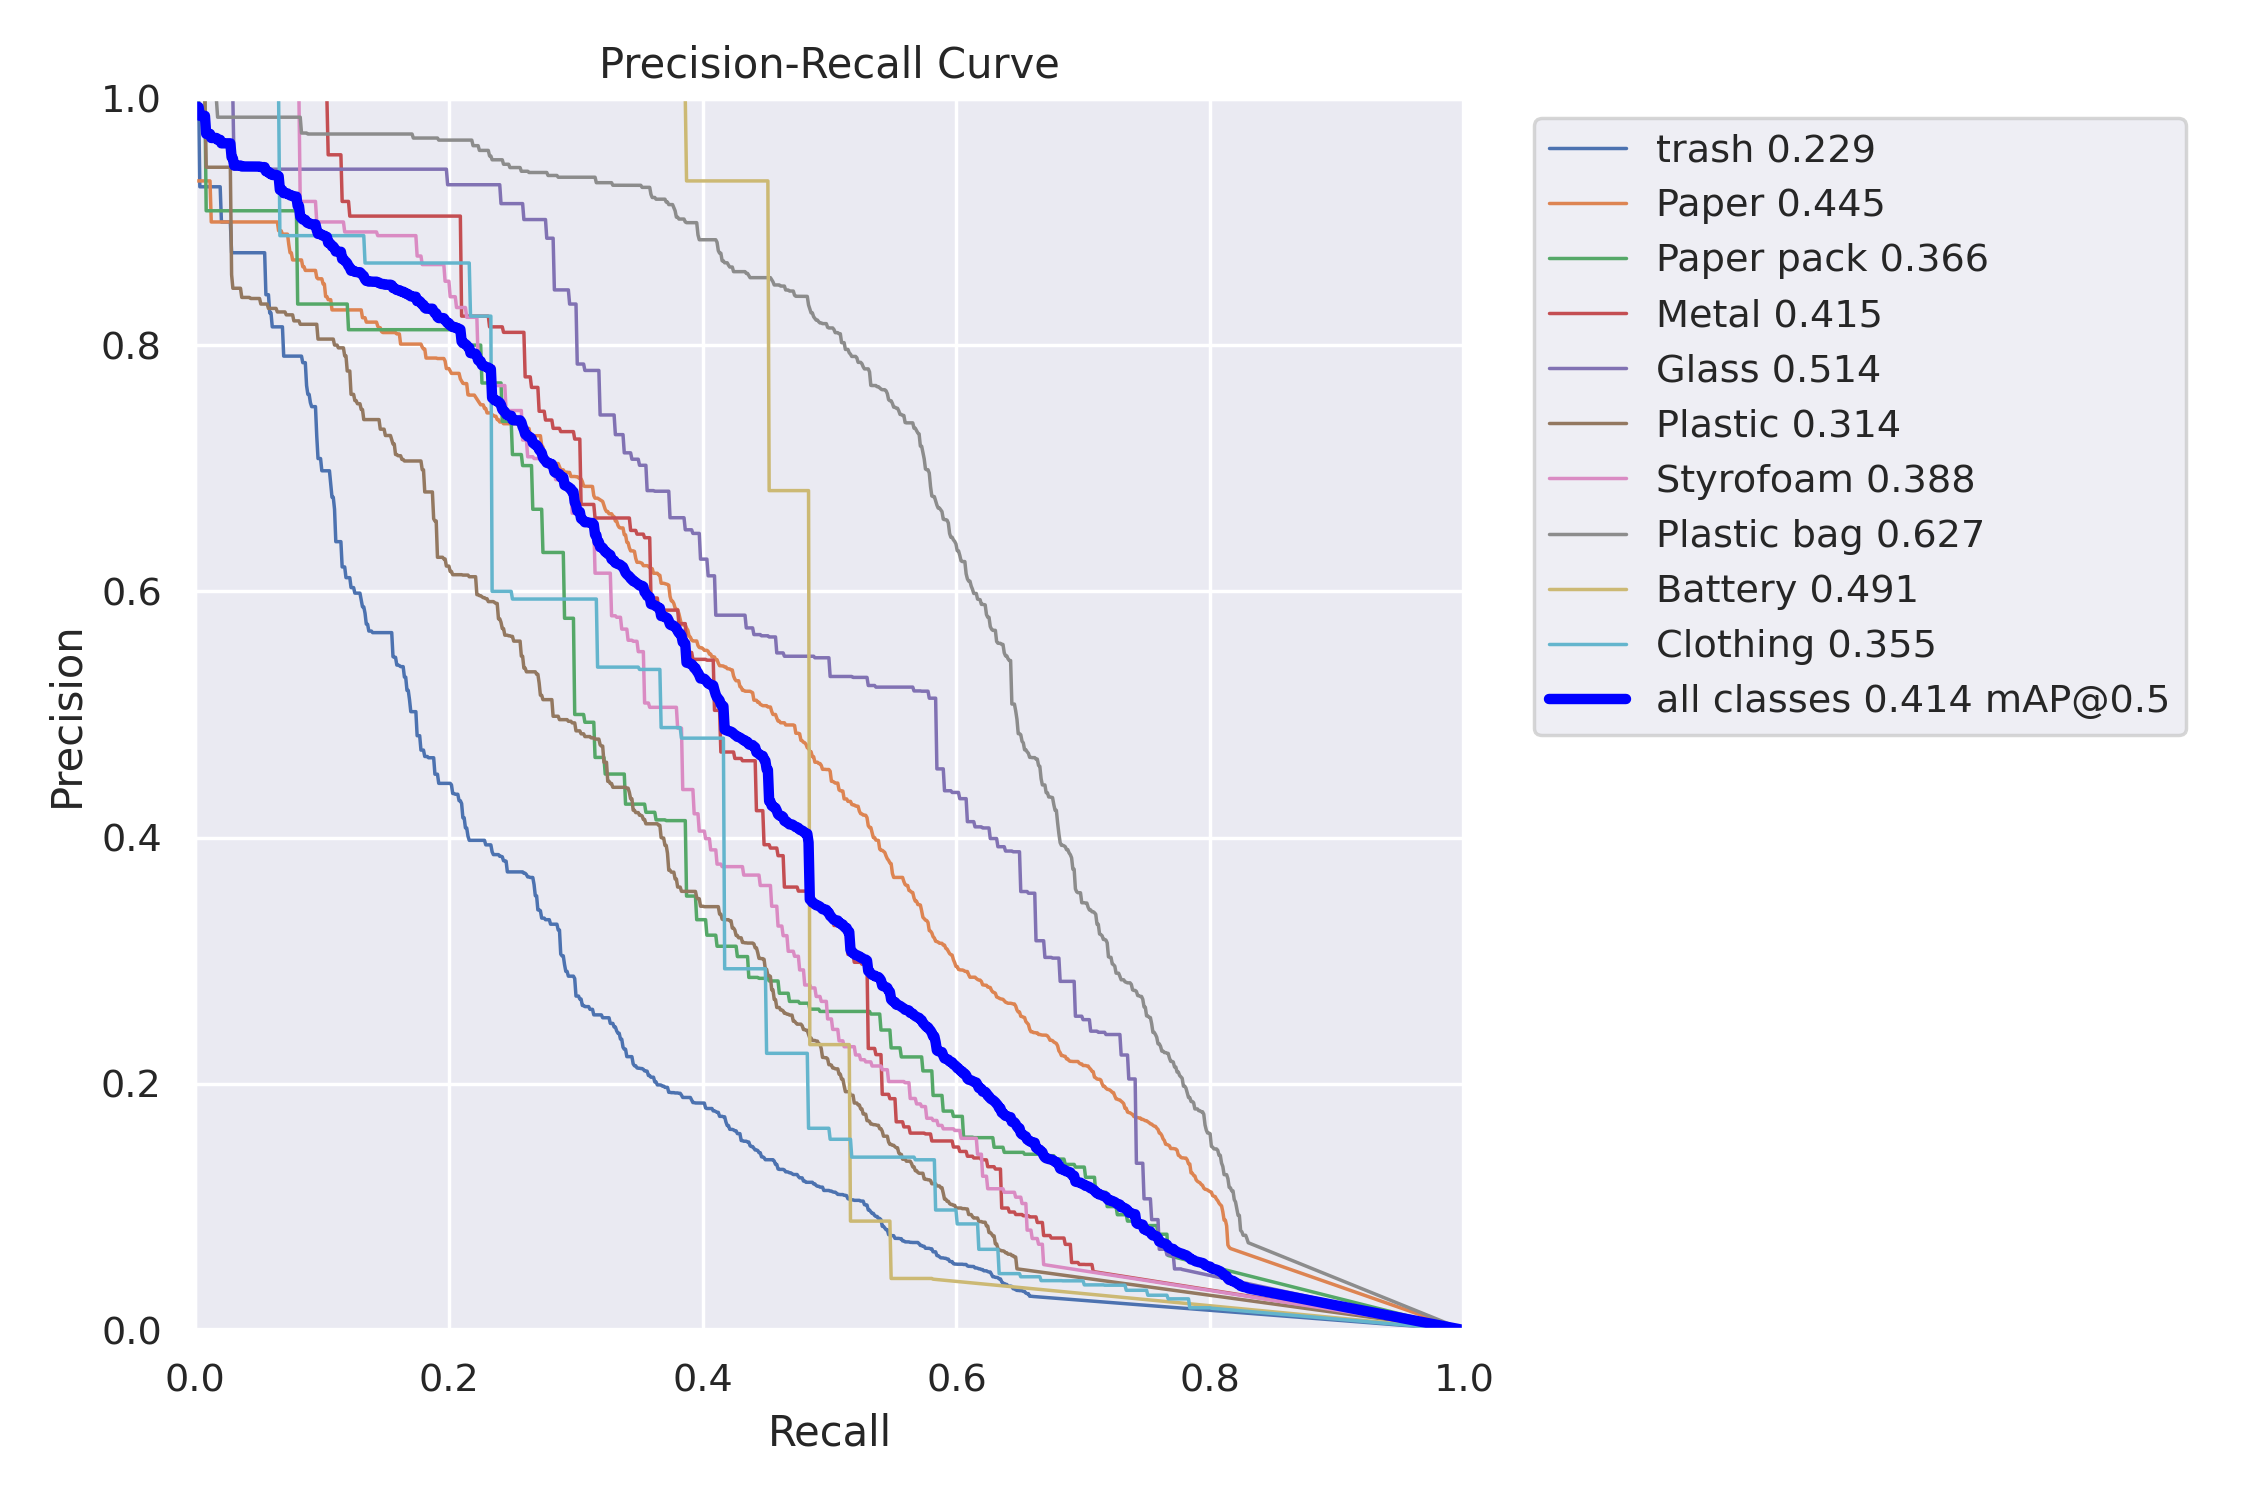 Precision-Recall Curve
1.0
0.8
0.6
0.4
0.2
0.0
Precision
0.0 0.2 0.4 0.6 0.8 1.0
Recall
trash 0.229
Paper 0.445
Paper pack 0.366
Metal 0.415
Glass 0.514
Plastic 0.314
Styrofoam 0.388
Plastic bag 0.627
Battery 0.491
Clothing 0.355
all classes 0.414 mAP@0.5